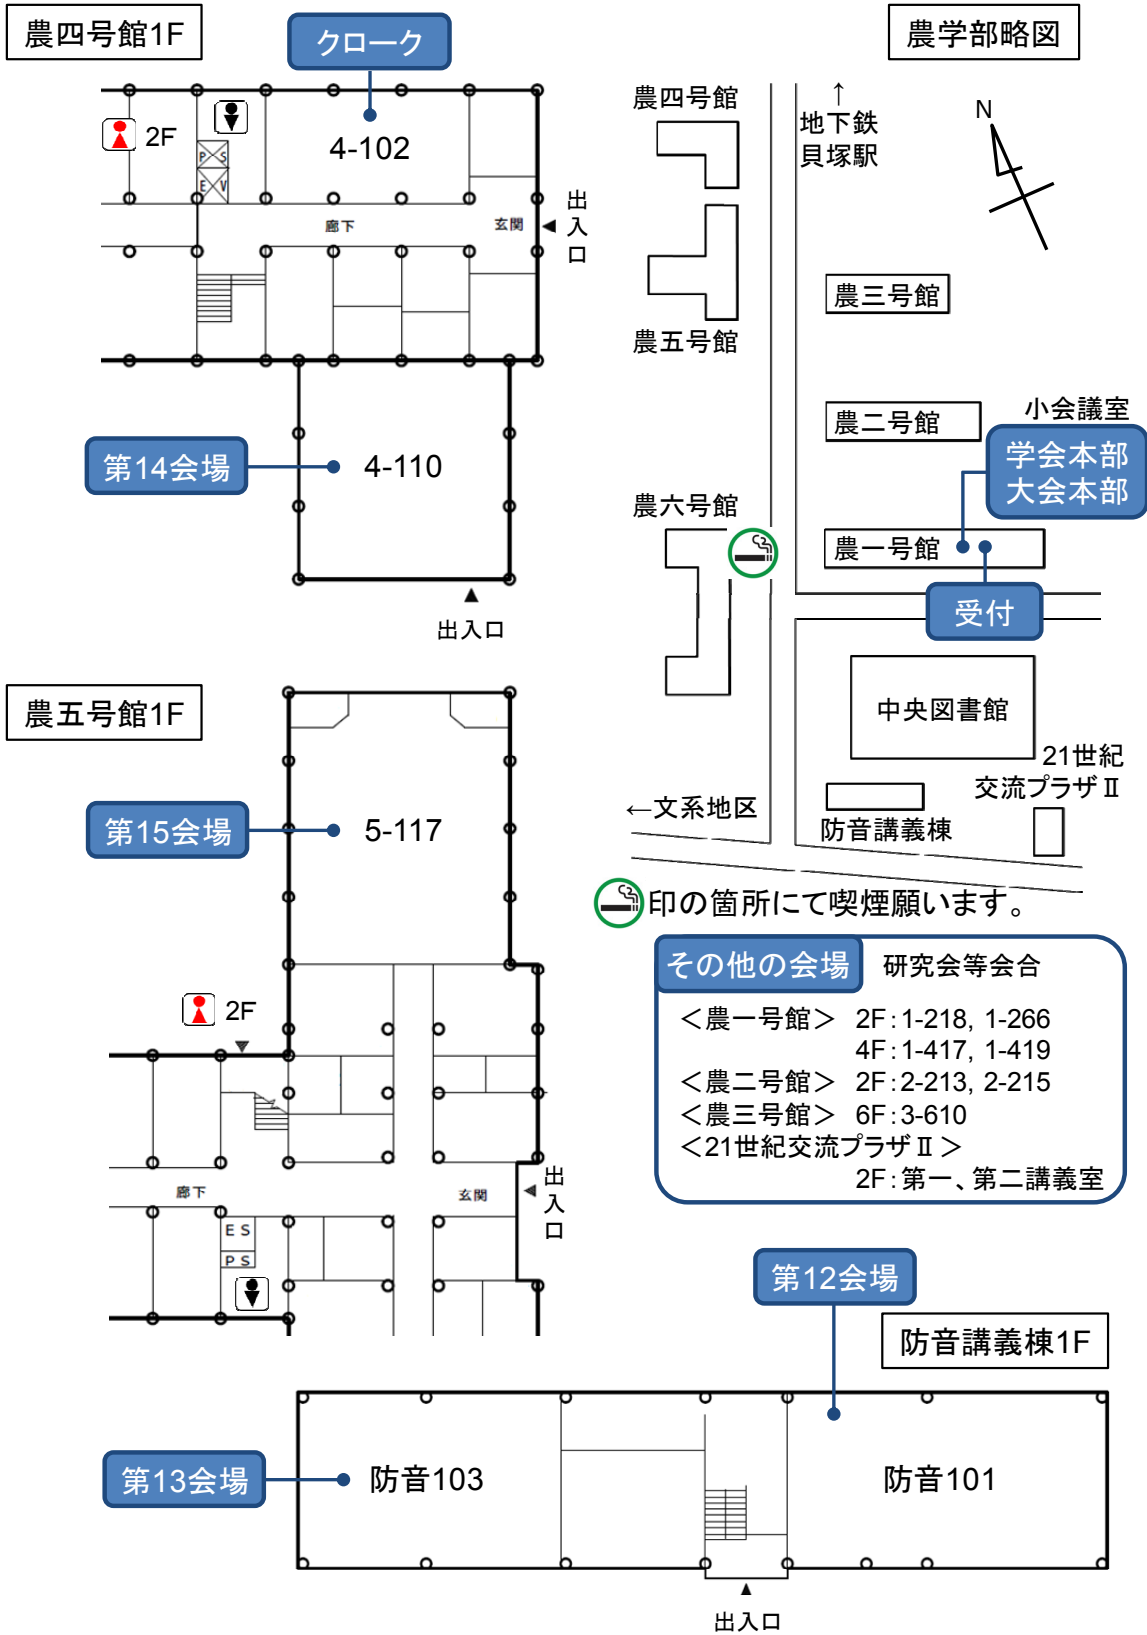 農四号館1F
クローク
2F
4-102
P S
E V
廊下
玄関
出入口
第14会場
4-110
出入口
農学部略図
農四号館
↑
地下鉄
貝塚駅
N
農三号館
農五号館
農二号館
小会議室
学会本部
大会本部
農六号館
農一号館
受付
中央図書館
21世紀
交流プラザⅡ
←文系地区
防音講義棟
印の箇所にて喫煙願います。
農五号館1F
第15会場
5-117
2F
廊下
玄関
出入口
E S
P S
その他の会場
研究会等会合
＜農一号館＞ 2F：1-218, 1-266
4F：1-417, 1-419
＜農二号館＞ 2F：2-213, 2-215
＜農三号館＞ 6F：3-610
＜21世紀交流プラザⅡ＞
2F：第一、第二講義室
第12会場
防音講義棟1F
第13会場
防音103
防音101
出入口